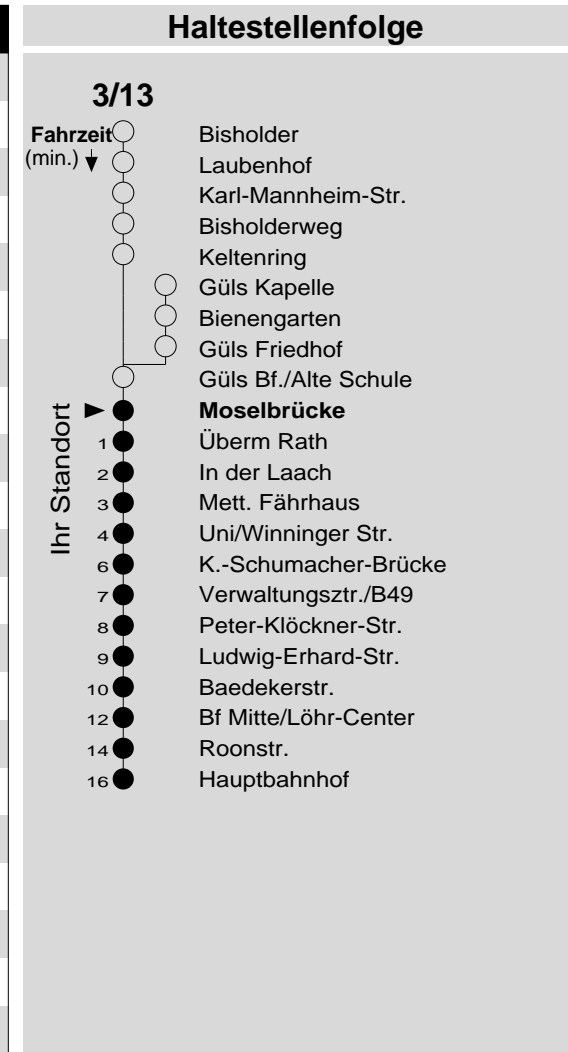 Haltestellenfolge
3/13
Fahrzeit Bisholder
(min.) Laubenhof
Karl-Mannheim-Str.
Bisholderweg
Keltenring
Güls Kapelle
Bienengarten
Güls Friedhof
Güls Bf./Alte Schule
Ihr Standort
Moselbrücke
1 Überm Rath
2 In der Laach
3 Mett. Fährhaus
4 Uni/Winninger Str.
6 K.-Schumacher-Brücke
7 Verwaltungsztr./B49
8 Peter-Klöckner-Str.
9 Ludwig-Erhard-Str.
10 Baedekerstr.
12 Bf Mitte/Löhr-Center
14 Roonstr.
16 Hauptbahnhof